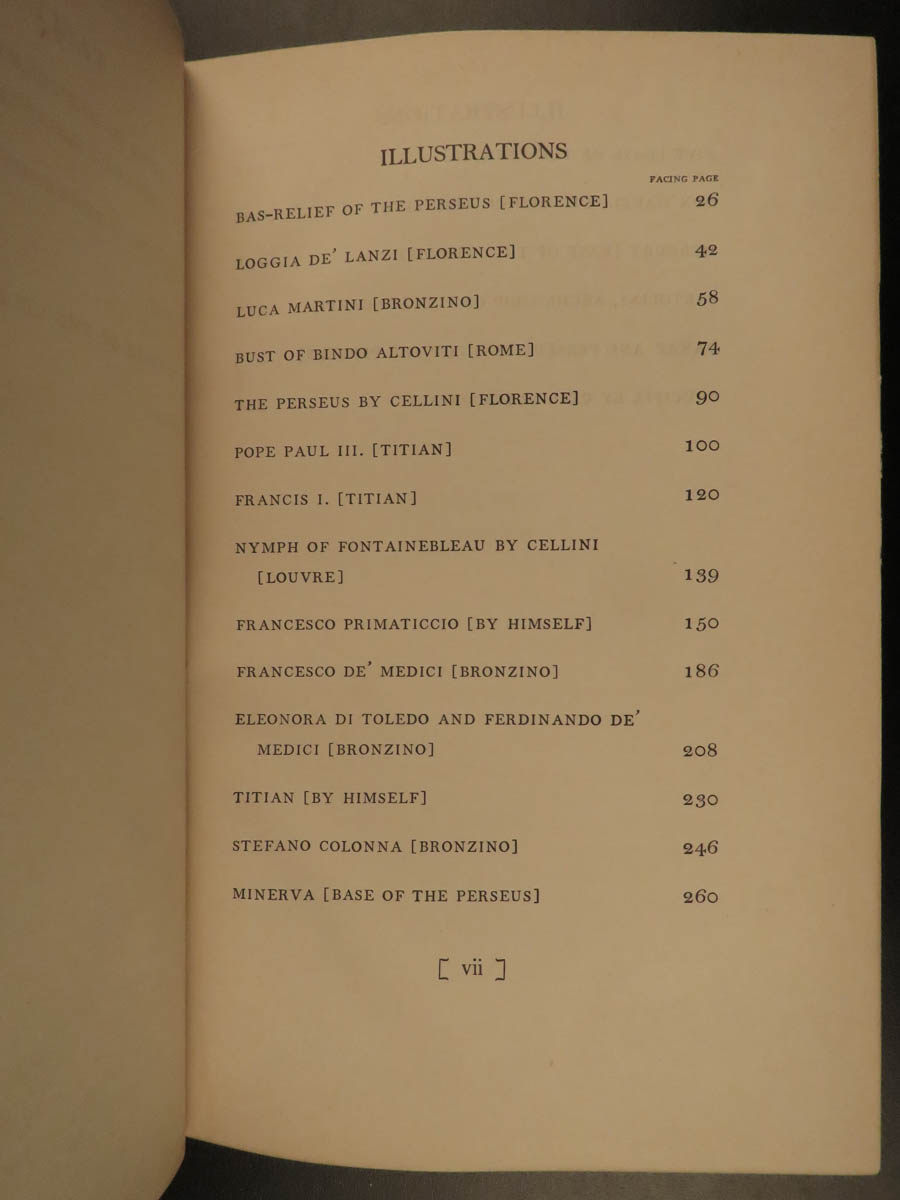 ILLUSTRATIONS
FACING PAGE
BAS-RELIEF OF THE PERSEUS [FLORENCE] 26
LOGGIA DE' LANZI [FLORENCE] 42
LUCA MARTINI [BRONZINO] 58
BUST OF BINDO ALTOVITI [ROME] 74
THE PERSEUS BY CELLINI [FLORENCE] 90
POPE PAUL III. [TITIAN] 100
FRANCIS I. [TITIAN] 120
NYMPH OF FONTAINEBLEAU BY CELLINI
[LOUVRE] 139
FRANCESCO PRIMATICCIO [BY HIMSELF] 150
FRANCESCO DE' MEDICI [BRONZINO] 186
ELEONORA DI TOLEDO AND FERDINANDO DE'
MEDICI [BRONZINO] 208
TITIAN [BY HIMSELF] 230
STEFANO COLONNA [BRONZINO] 246
MINERVA [BASE OF THE PERSEUS] 260
[ vii ]